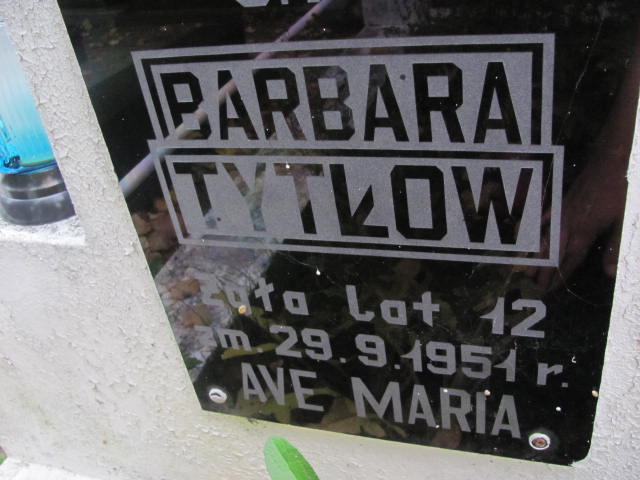 BARBARA
TYTŁOW
żyła lat 12
zm. 29.9.1951 r.
AVE MARIA